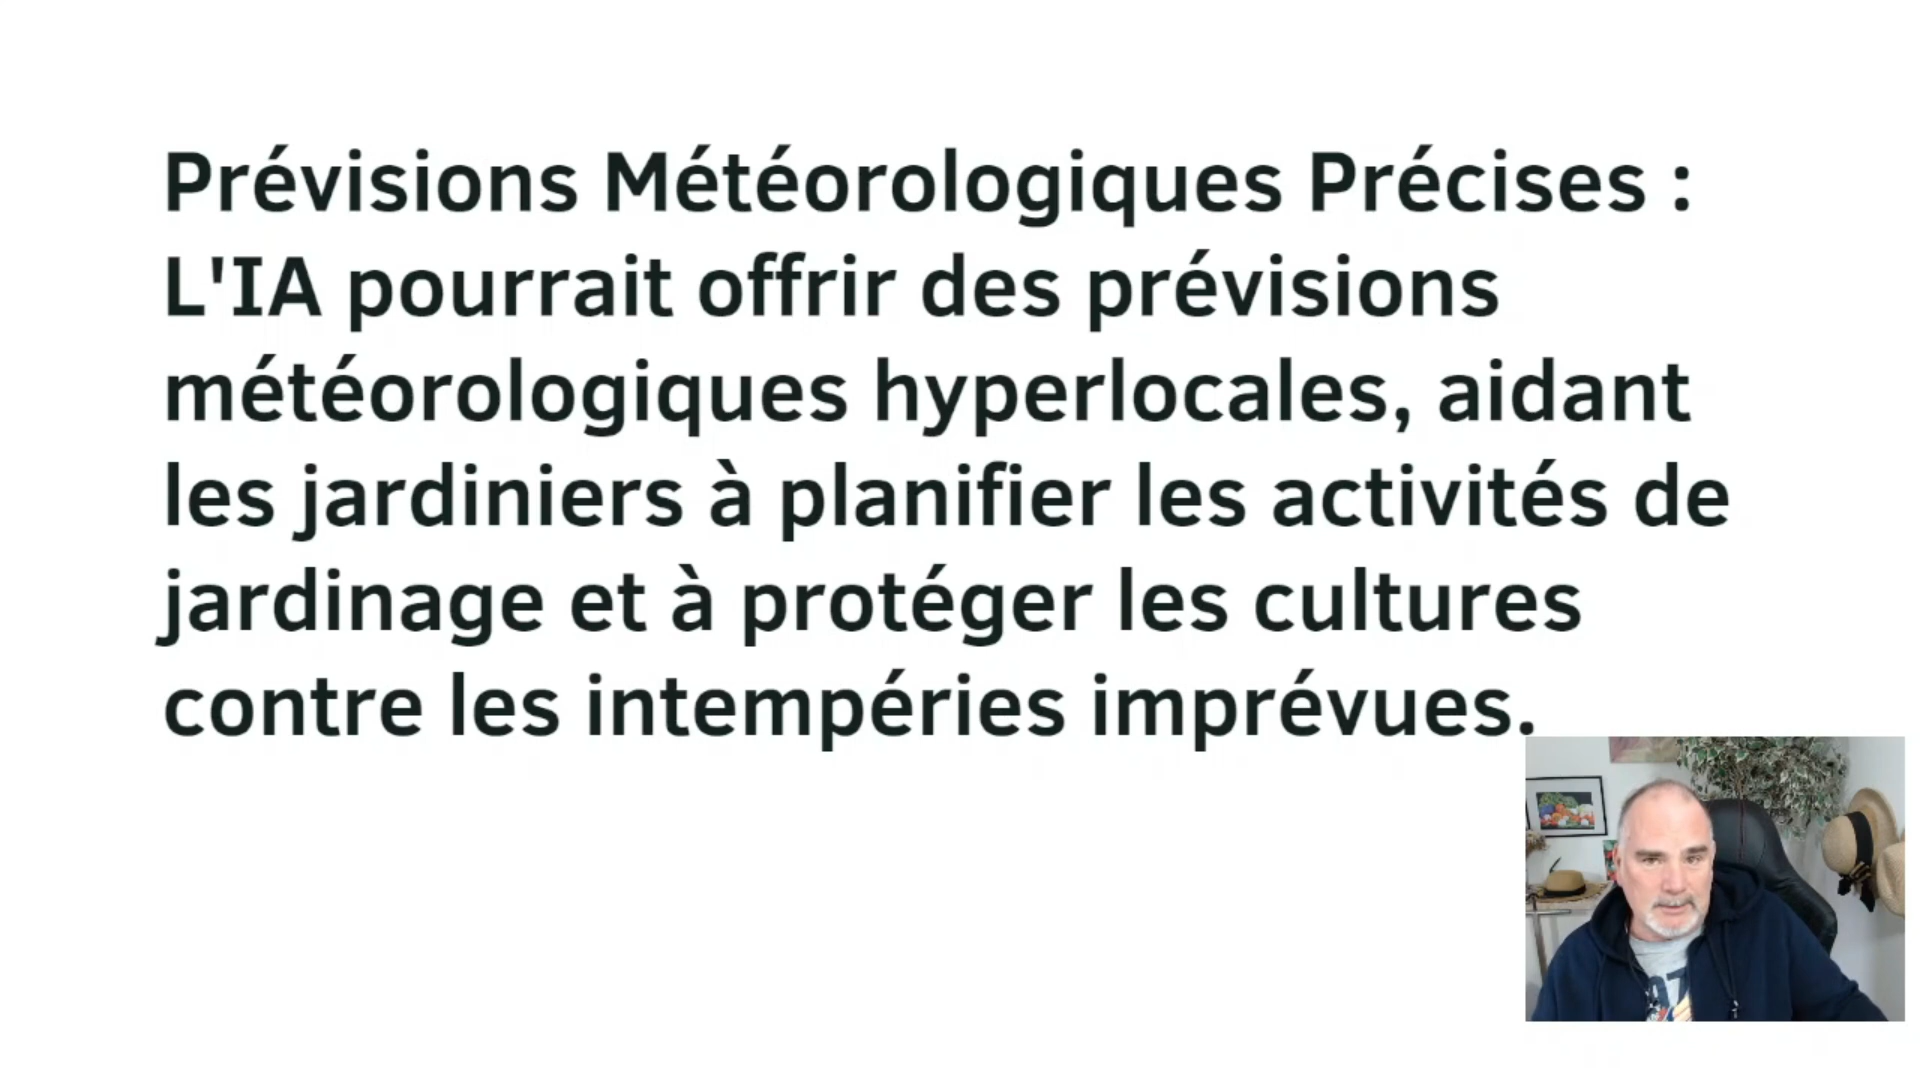 Prévisions Météorologiques Précises :
L'IA pourrait offrir des prévisions
météorologiques hyperlocales, aidant
les jardiniers à planifier les activités de
jardinage et à protéger les cultures
contre les intempéries imprévues.